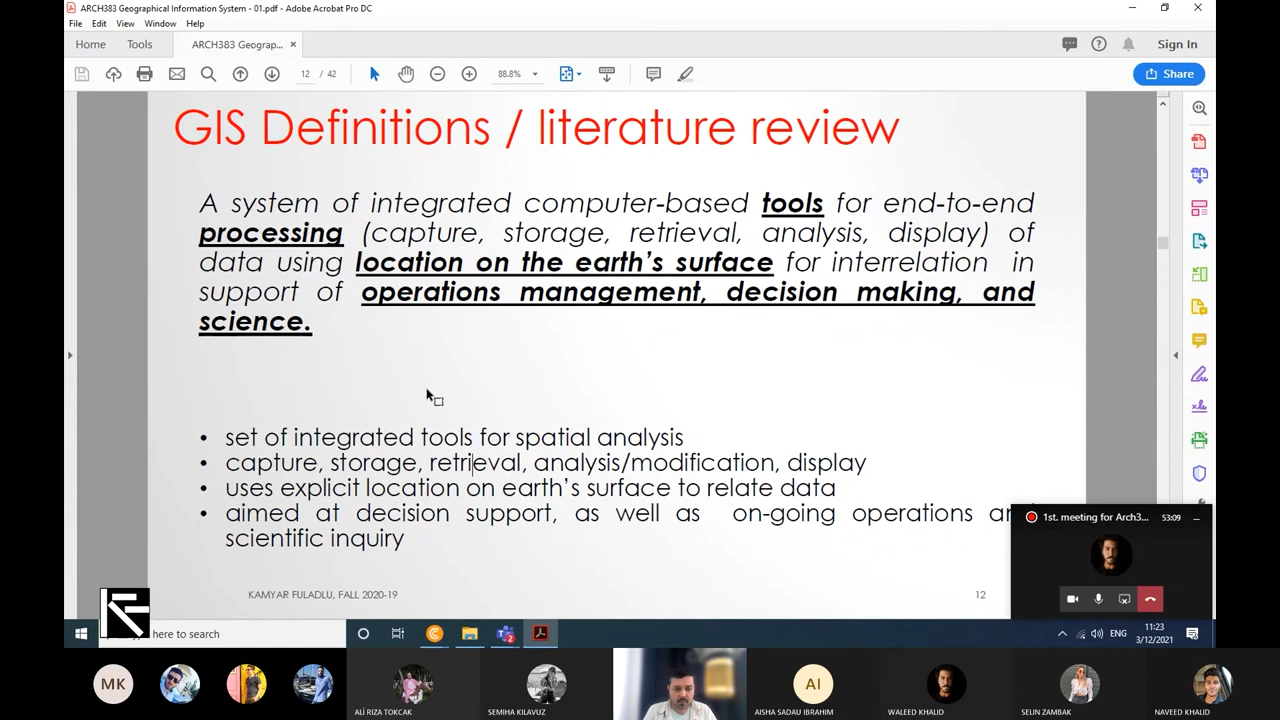 ARCH383 Geographical Information System - 01.pdf - Adobe Acrobat Pro DC
File Edit View Window Help
Home Tools ARCH383 Geograp... × Sign In
12 / 42 88.8% Share
GIS Definitions / literature review
A system of integrated computer-based tools for end-to-end
processing (capture, storage, retrieval, analysis, display) of
data using location on the earth's surface for interrelation in
support of operations management, decision making, and
science.
• set of integrated tools for spatial analysis
• capture, storage, retrieval, analysis/modification, display
• uses explicit location on earth's surface to relate data
• aimed at decision support, as well as on-going operations
scientific inquiry
1st. meeting for Arch3... 53:09
KAMYAR FULADLU, FALL 2020-19 12
here to search
ENG 11:23
3/12/2021
MK
AI
ALİ RIZA TOKCAK SEMIHA KILAVUZ AISHA SADAU IBRAHIM WALEED KHALID SELIN ZAMBAK NAVEED KHALID